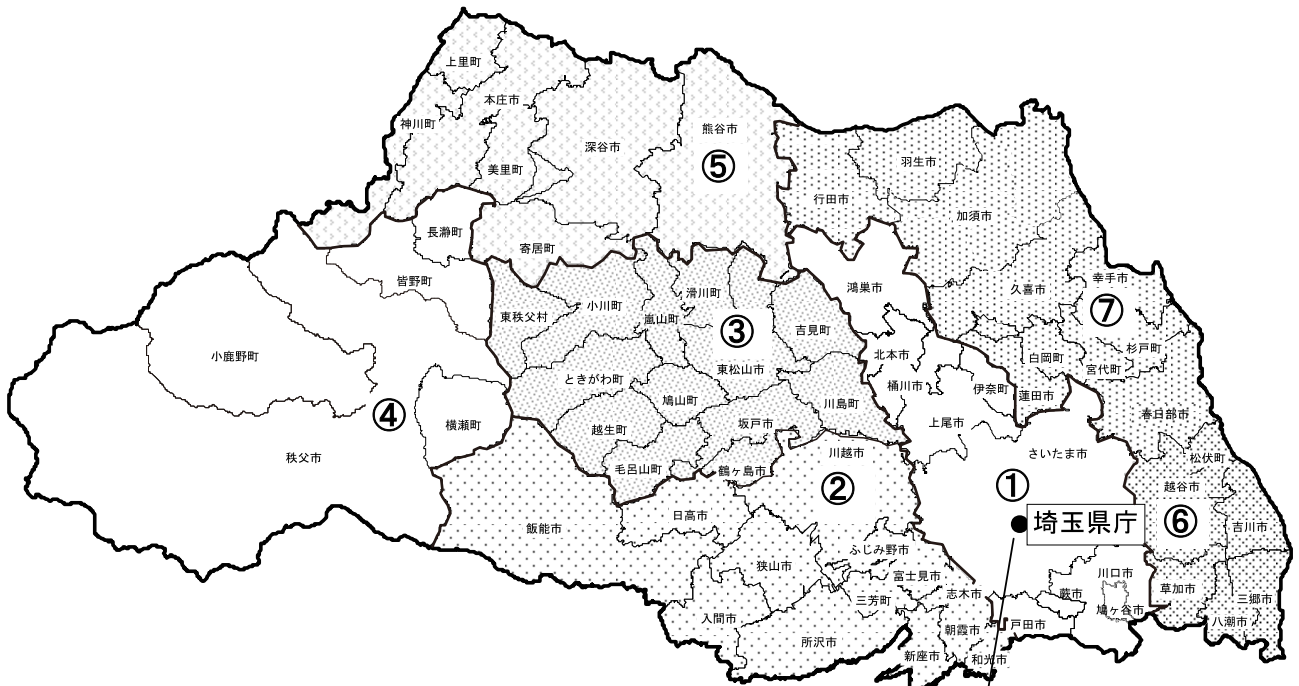 上里町
本庄市
神川町
美里町
深谷市
熊谷市
⑤
羽生市
行田市
加須市
長瀞町
寄居町
皆野町
鴻巣市
久喜市
幸手市
⑦
東秩父村
小川町
滑川町
嵐山町
③
吉見町
小鹿野町
東松山市
北本市
白岡町
杉戸町
宮代町
ときがわ町
桶川市
伊奈町
蓮田市
鳩山町
川島町
④
横瀬町
越生町
坂戸市
上尾市
春日部市
秩父市
毛呂山町
鶴ヶ島市
川越市
さいたま市
松伏町
②
①
越谷市
飯能市
日高市
埼玉県庁
⑥
吉川市
ふじみ野市
狭山市
富士見市
川口市
草加市
三芳町
志木市
蕨市
三郷市
入間市
鳩ヶ谷市
八潮市
所沢市
朝霞市
戸田市
新座市
和光市